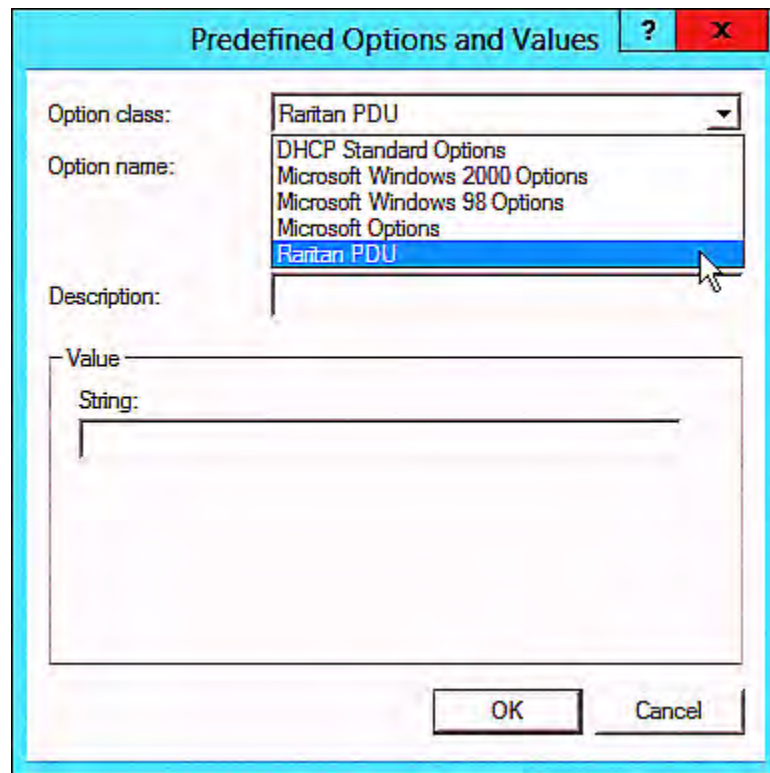 Predefined Options and Values ? x
Option class: Raritan PDU
Option name:
DHCP Standard Options
Microsoft Windows 2000 Options
Microsoft Windows 98 Options
Microsoft Options
Raritan PDU
Description:
Value
String:
OK Cancel